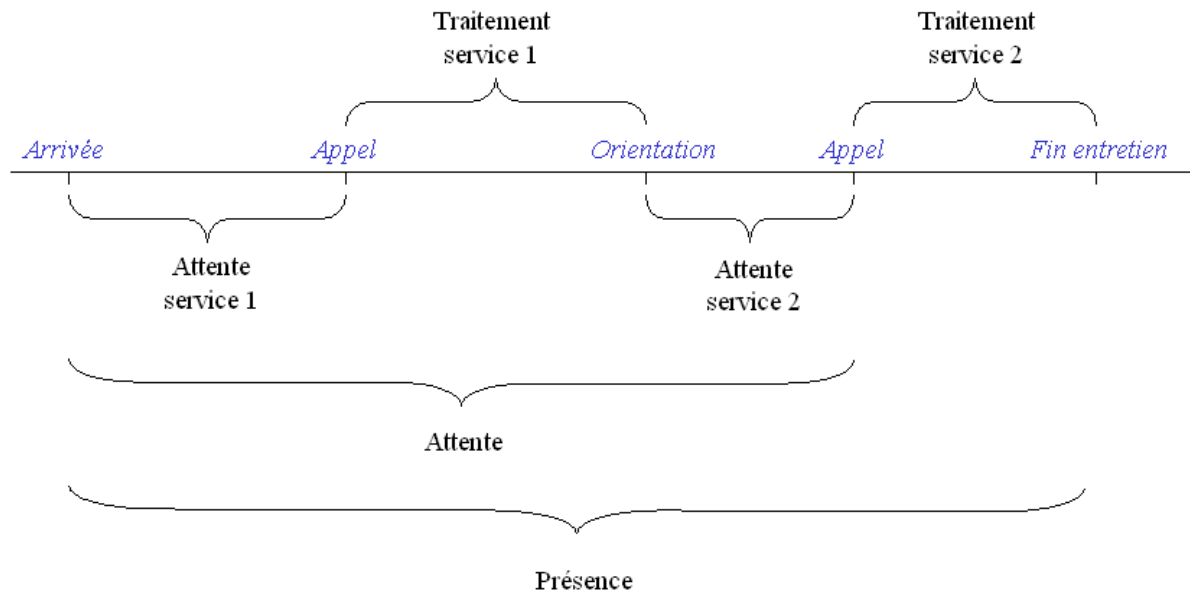 Traitement
service 1
Traitement
service 2
Arrivée
Appel
Orientation
Appel
Fin entretien
Attente
service 1
Attente
service 2
Attente
Présence